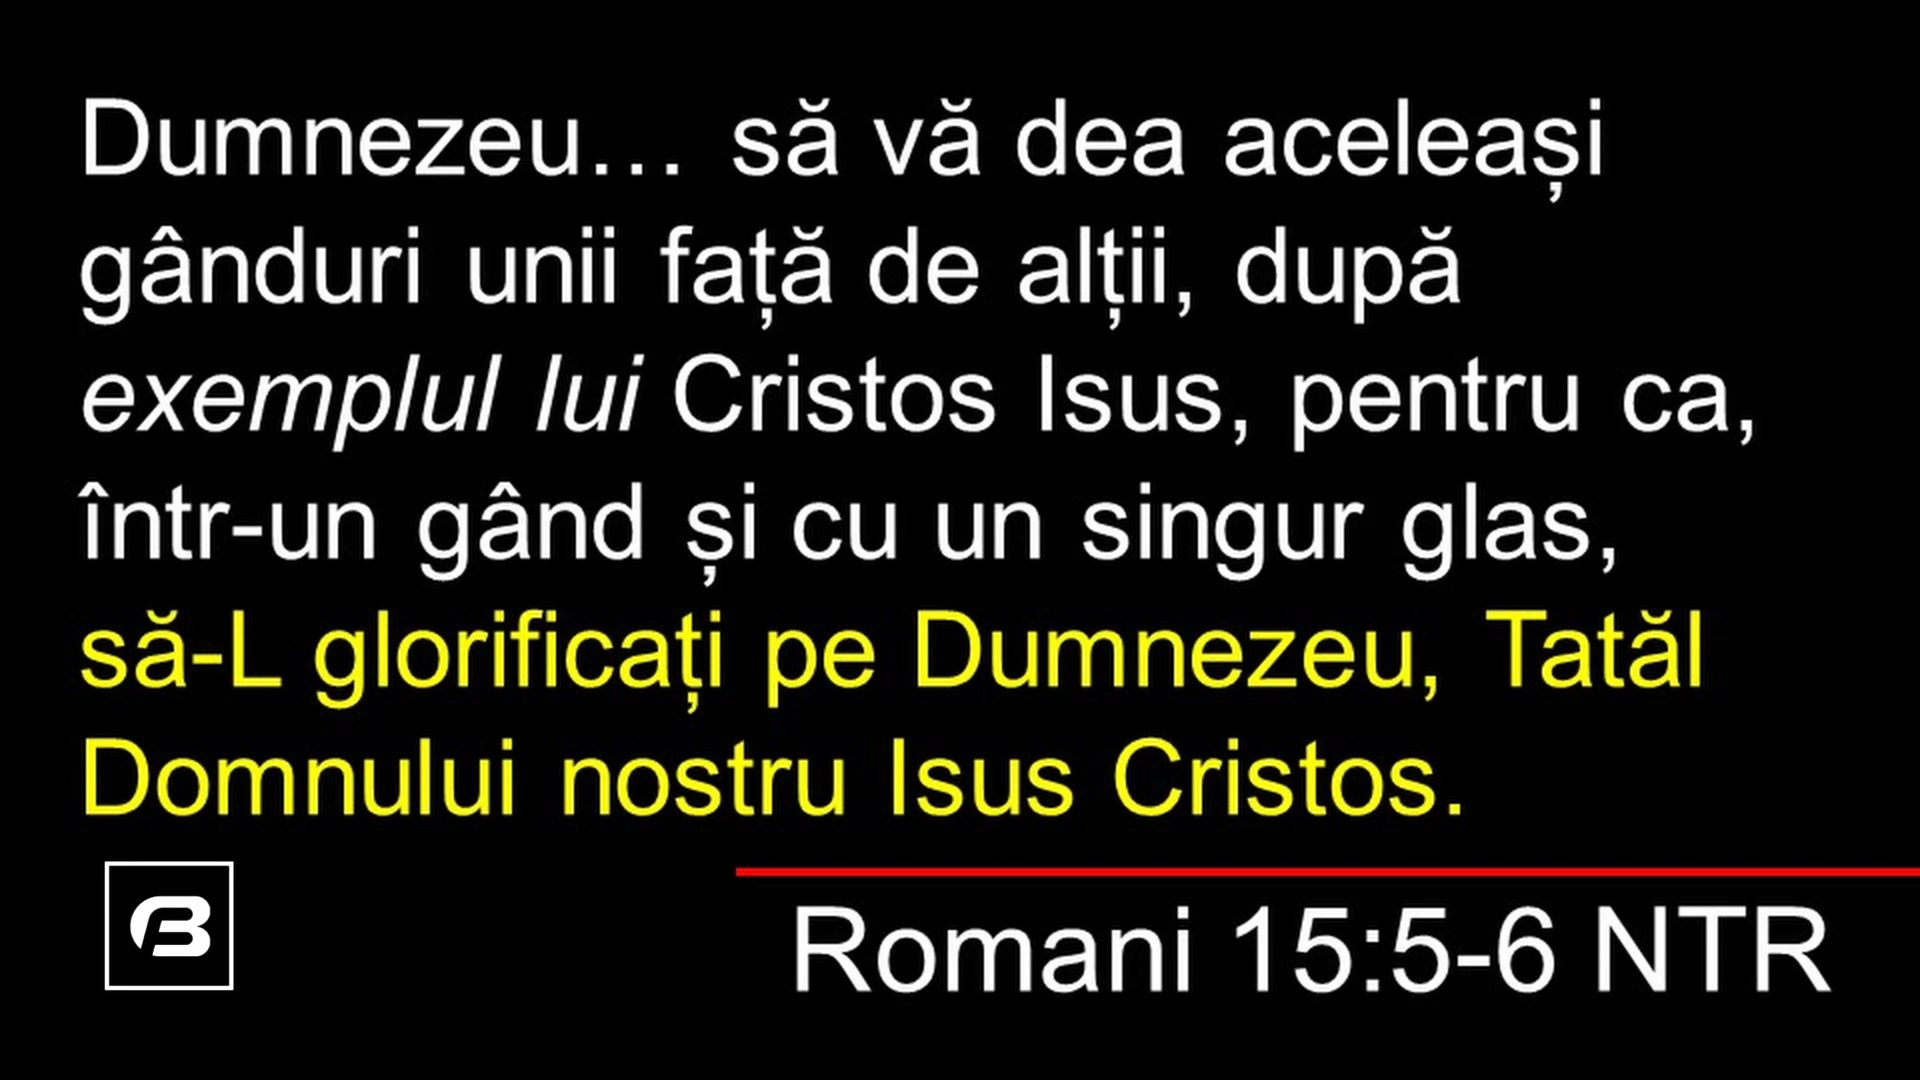 Dumnezeu… să vă dea aceleași
gânduri unii față de alții, după
exemplul lui Cristos Isus, pentru ca,
într-un gând și cu un singur glas,
să-L glorificați pe Dumnezeu, Tatăl
Domnului nostru Isus Cristos.
B
Romani 15:5-6 NTR